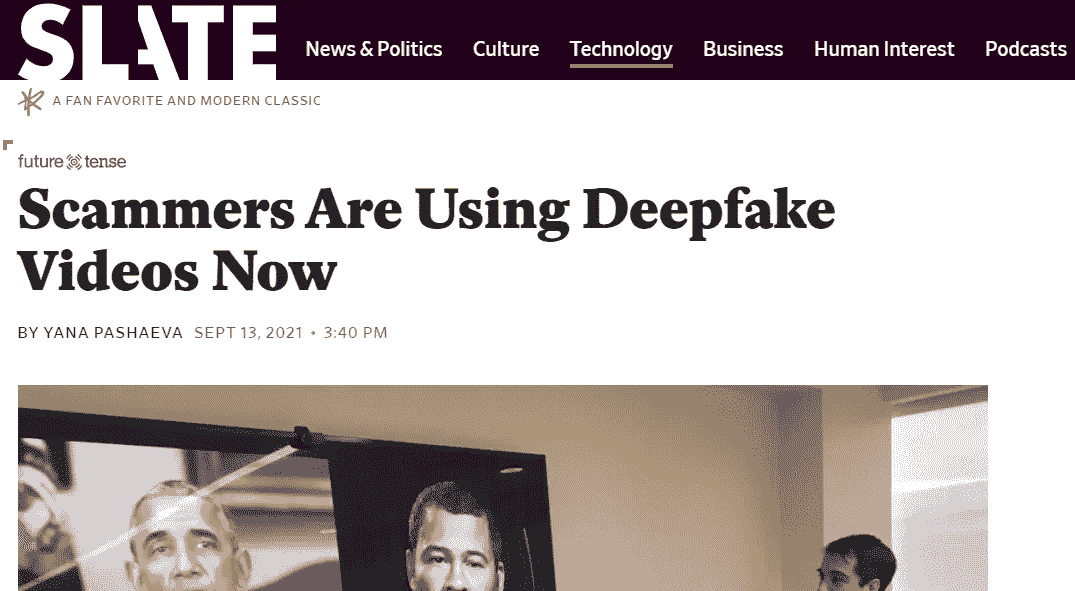 SLATE
News & Politics Culture Technology Business Human Interest Podcasts
A FAN FAVORITE AND MODERN CLASSIC
future tense
Scammers Are Using Deepfake
Videos Now
BY YANA PASHAEVA SEPT 13, 2021 • 3:40 PM